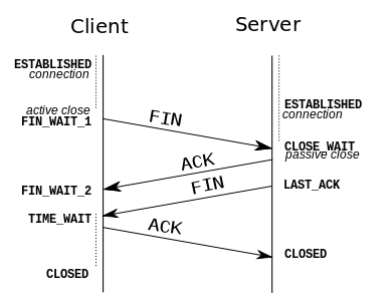 Client
Server
ESTABLISHED
connection
active close
FIN_WAIT_1
FIN
ESTABLISHED
connection
CLOSE_WAIT
passive close
ACK
FIN_WAIT_2
FIN
LAST_ACK
TIME_WAIT
ACK
CLOSED
CLOSED